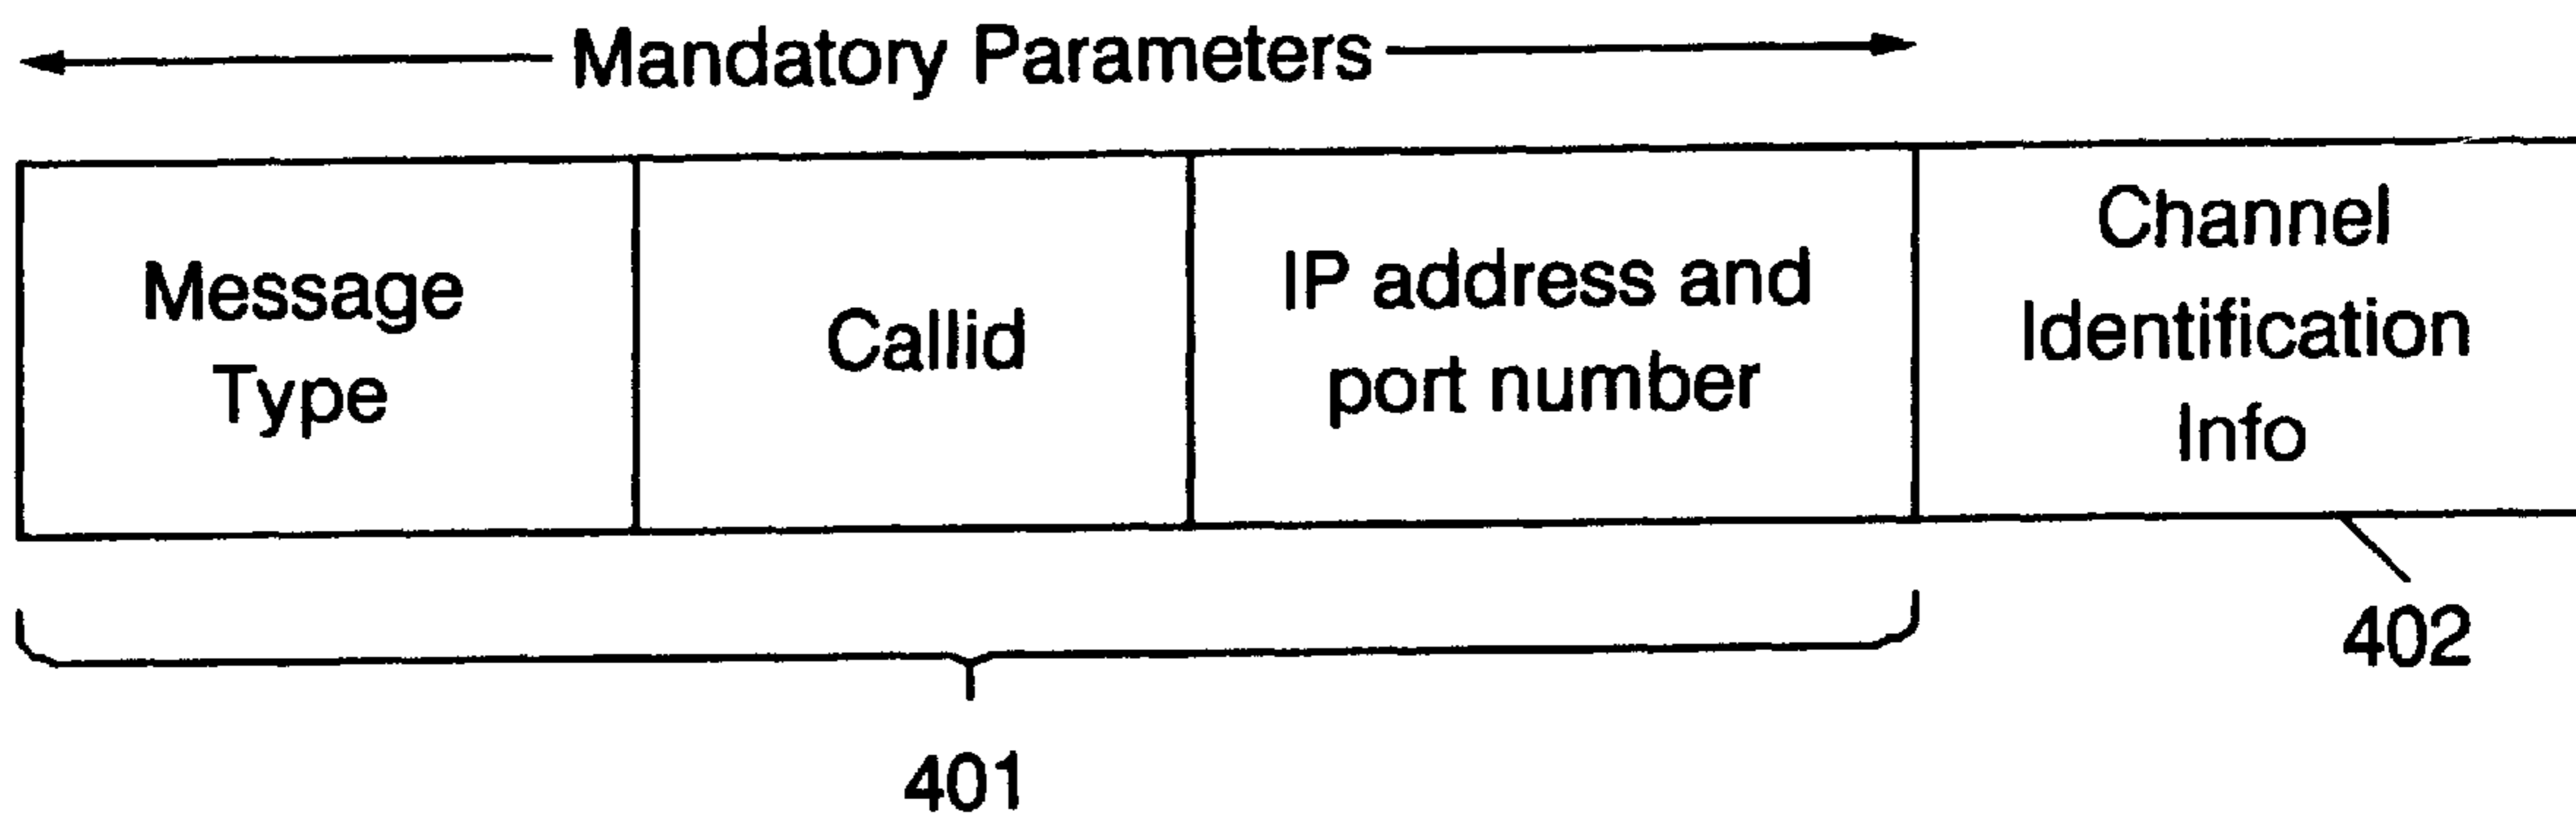 Mandatory Parameters
Message
Type
Callid
IP address and
port number
Channel
Identification
Info
401
402